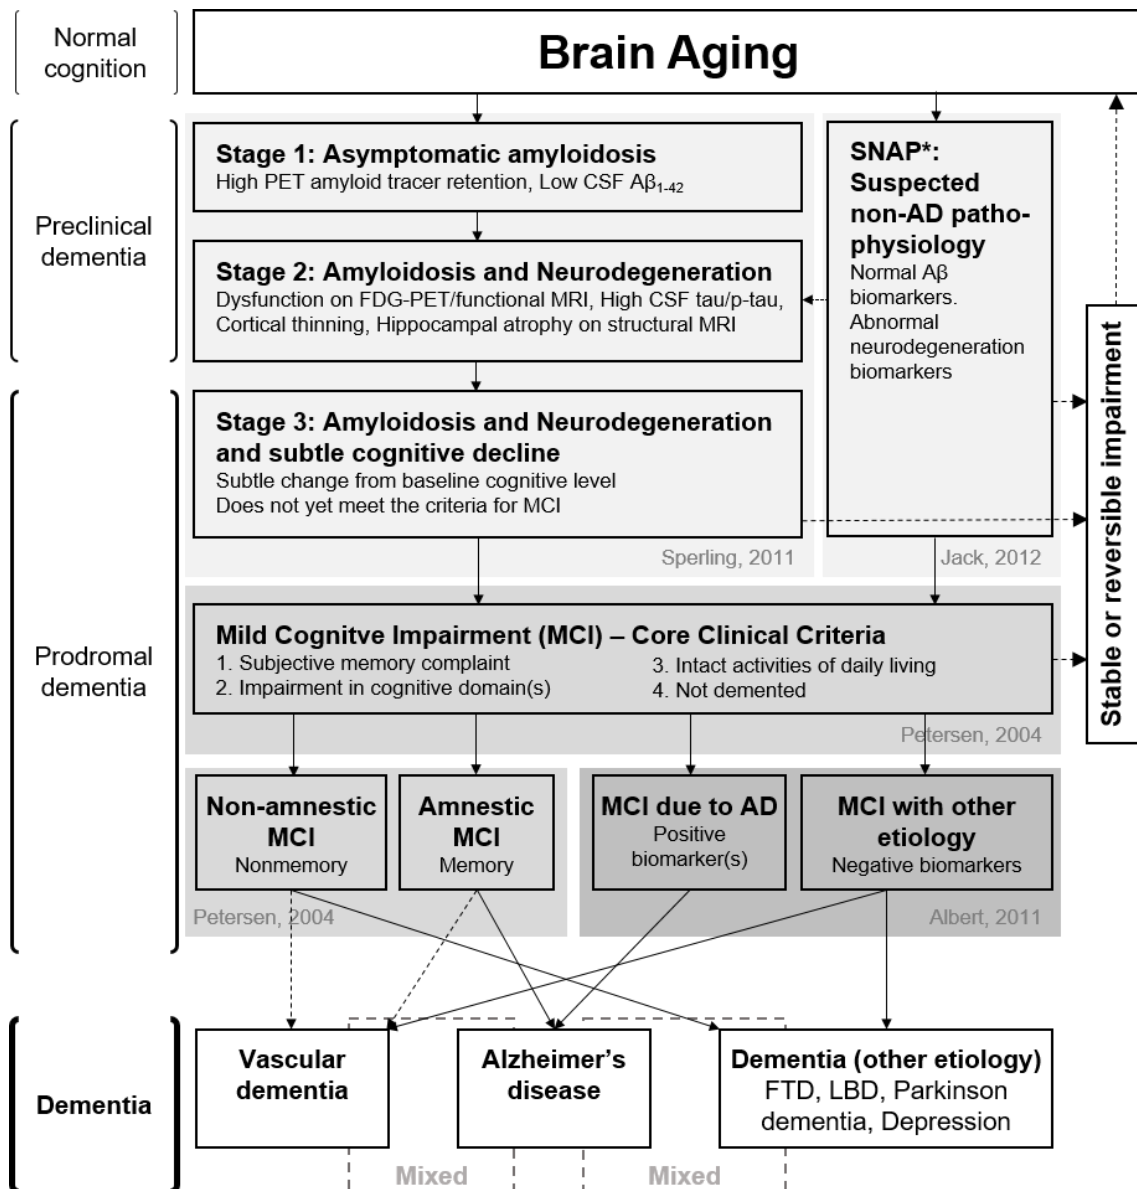 Normal
cognition
Brain Aging
Preclinical
dementia
Stage 1: Asymptomatic amyloidosis
High PET amyloid tracer retention, Low CSF Aβ1-42
Stage 2: Amyloidosis and Neurodegeneration
Dysfunction on FDG-PET/functional MRI, High CSF tau/p-tau,
Cortical thinning, Hippocampal atrophy on structural MRI
SNAP*:
Suspected
non-AD patho-
physiology
Normal Aβ
biomarkers.
Abnormal
neurodegeneration
biomarkers
Stable or reversible impairment
Prodromal
dementia
Stage 3: Amyloidosis and Neurodegeneration
and subtle cognitive decline
Subtle change from baseline cognitive level
Does not yet meet the criteria for MCI
Sperling, 2011
Jack, 2012
Mild Cognitve Impairment (MCI) – Core Clinical Criteria
1. Subjective memory complaint
2. Impairment in cognitive domain(s)
3. Intact activities of daily living
4. Not demented
Petersen, 2004
Non-amnestic
MCI
Nonmemory
Amnestic
MCI
Memory
MCI due to AD
Positive
biomarker(s)
MCI with other
etiology
Negative biomarkers
Petersen, 2004
Albert, 2011
Dementia
Vascular
dementia
Alzheimer's
disease
Dementia (other etiology)
FTD, LBD, Parkinson
dementia, Depression
Mixed
Mixed